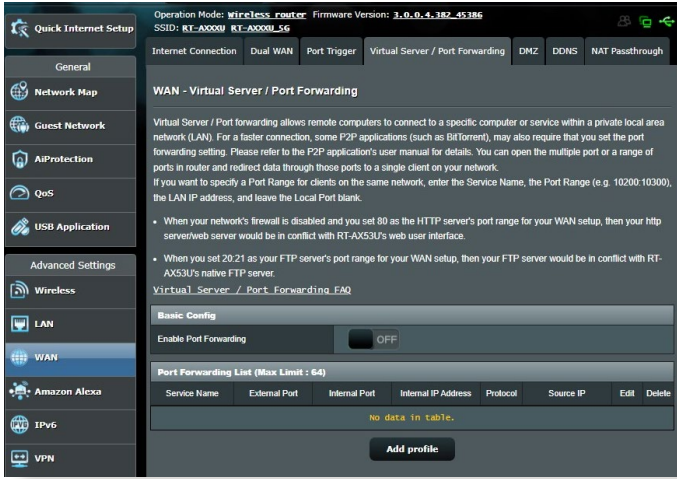 Quick Internet Setup
General
Network Map
Guest Network
AiProtection
QoS
USB Application
Advanced Settings
Wireless
LAN
WAN
Amazon Alexa
IPv6
VPN
Operation Mode: Wireless router Firmware Version: 3.0.0.4.382_45386
SSID: RT-AXXXU RT-AXXXU_5G
Internet Connection Dual WAN Port Trigger Virtual Server / Port Forwarding DMZ DDNS NAT Passthrough
WAN - Virtual Server / Port Forwarding
Virtual Server / Port forwarding allows remote computers to connect to a specific computer or service within a private local area
network (LAN). For a faster connection, some P2P applications (such as BitTorrent), may also require that you set the port
forwarding setting. Please refer to the P2P application's user manual for details. You can open the multiple port or a range of
ports in router and redirect data through those ports to a single client on your network.
If you want to specify a Port Range for clients on the same network, enter the Service Name, the Port Range (e.g. 10200:10300),
the LAN IP address, and leave the Local Port blank.
• When your network's firewall is disabled and you set 80 as the HTTP server's port range for your WAN setup, then your http
server/web server would be in conflict with RT-AX53U's web user interface.
• When you set 20:21 as your FTP server's port range for your WAN setup, then your FTP server would be in conflict with RT-
AX53U's native FTP server.
Virtual Server / Port Forwarding FAQ
Basic Config
Enable Port Forwarding OFF
Port Forwarding List (Max Limit : 64)
Service Name External Port Internal Port Internal IP Address Protocol Source IP Edit Delete
No data in table.
Add profile